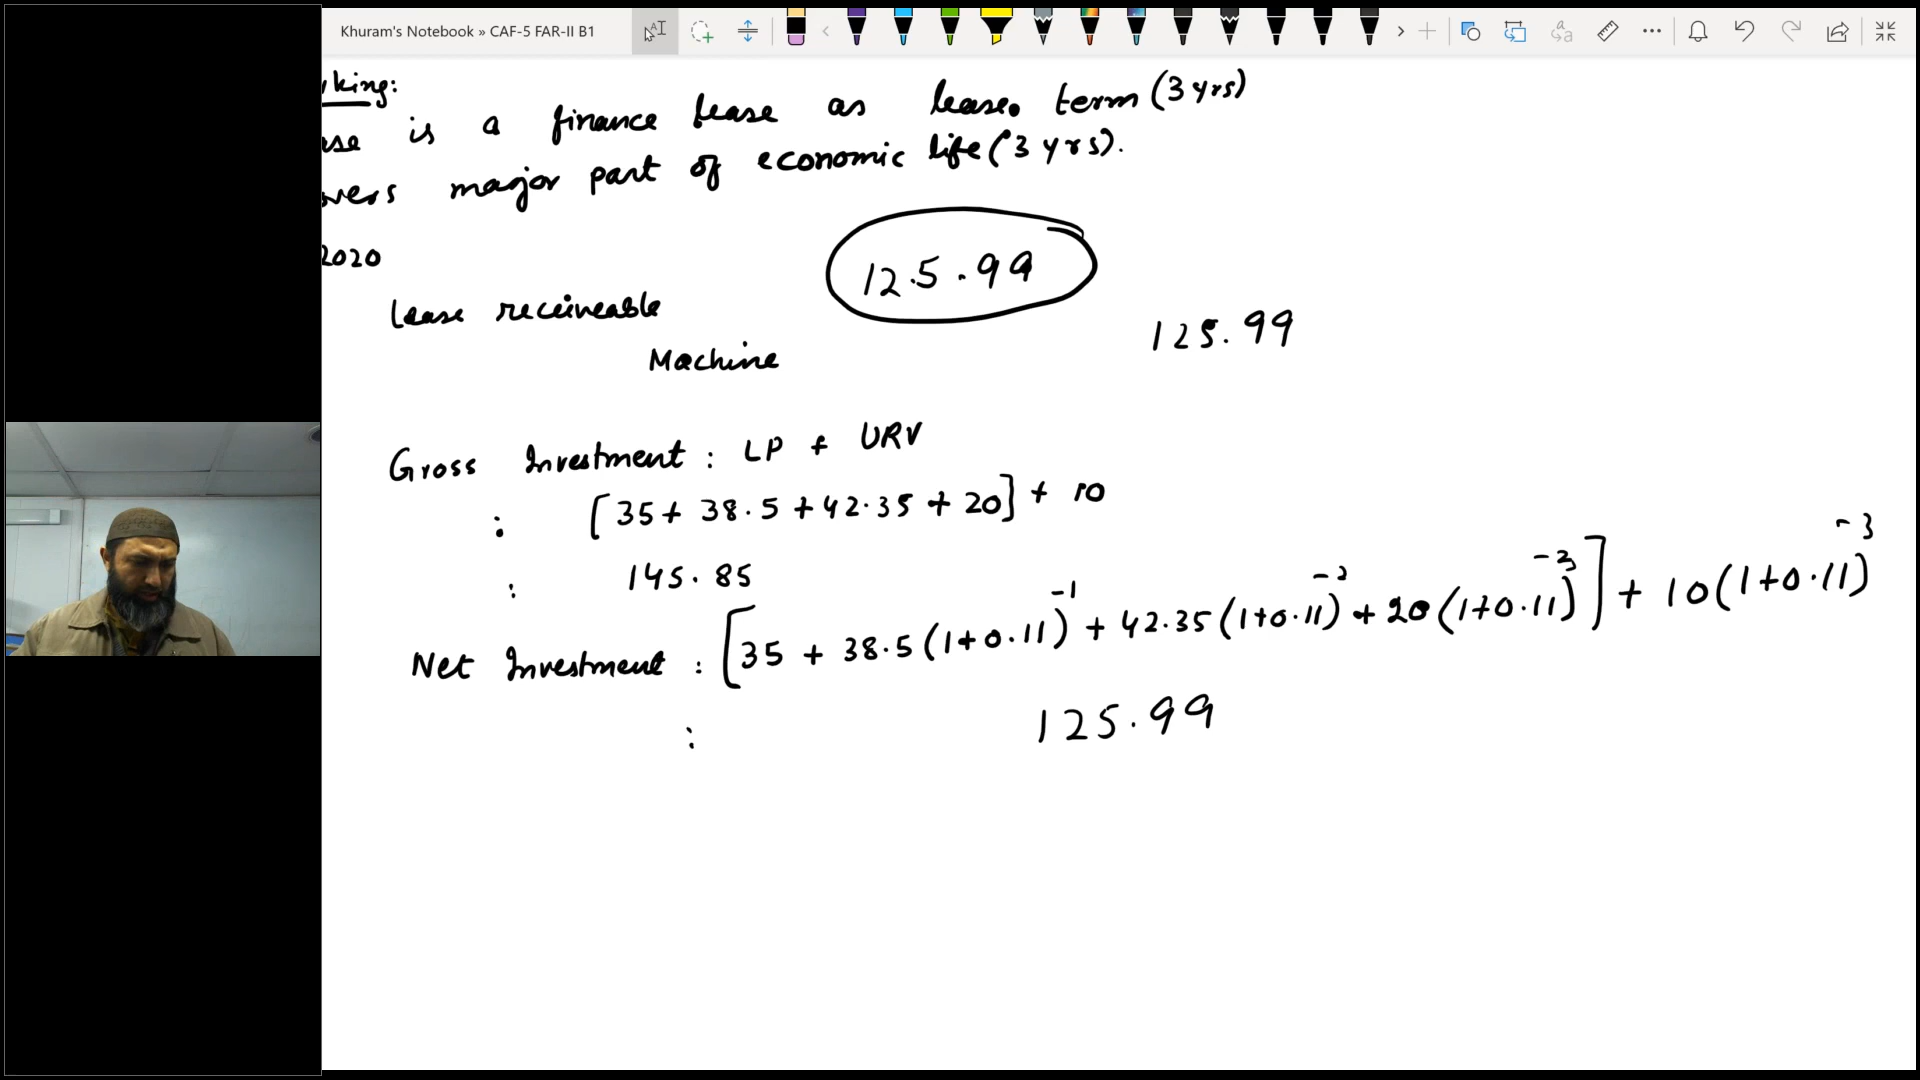 Khuram's Notebook » CAF-5 FAR-II B1
king:
ase is a finance lease as lease. term (3 yrs)
vers major part of economic life (3 yrs).
2020
Lease receiveable 125.99
Machine 125.99
Gross Investment : LP + URV
: [35 + 38.5 + 42.35 + 20] + 10
: 145.85
Net Investment : [35 + 38.5 (1+0.11)⁻¹ + 42.35 (1+0.11)⁻² + 20 (1+0.11)⁻³] + 10 (1+0.11)⁻³
: 125.99